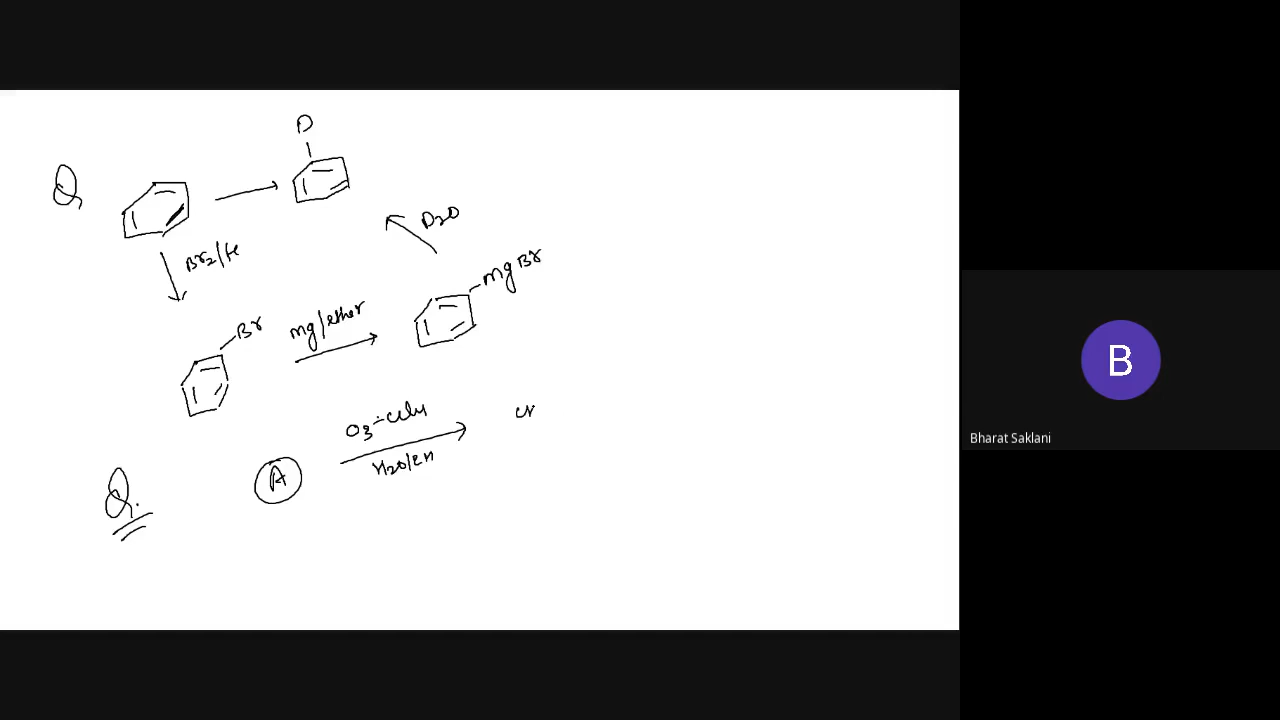 D
Q
D2O
Br2/Fe
MgBr
Br
mg/ether
O3-CCl4
H2O/Zn
A
Q.
B
Bharat Saklani